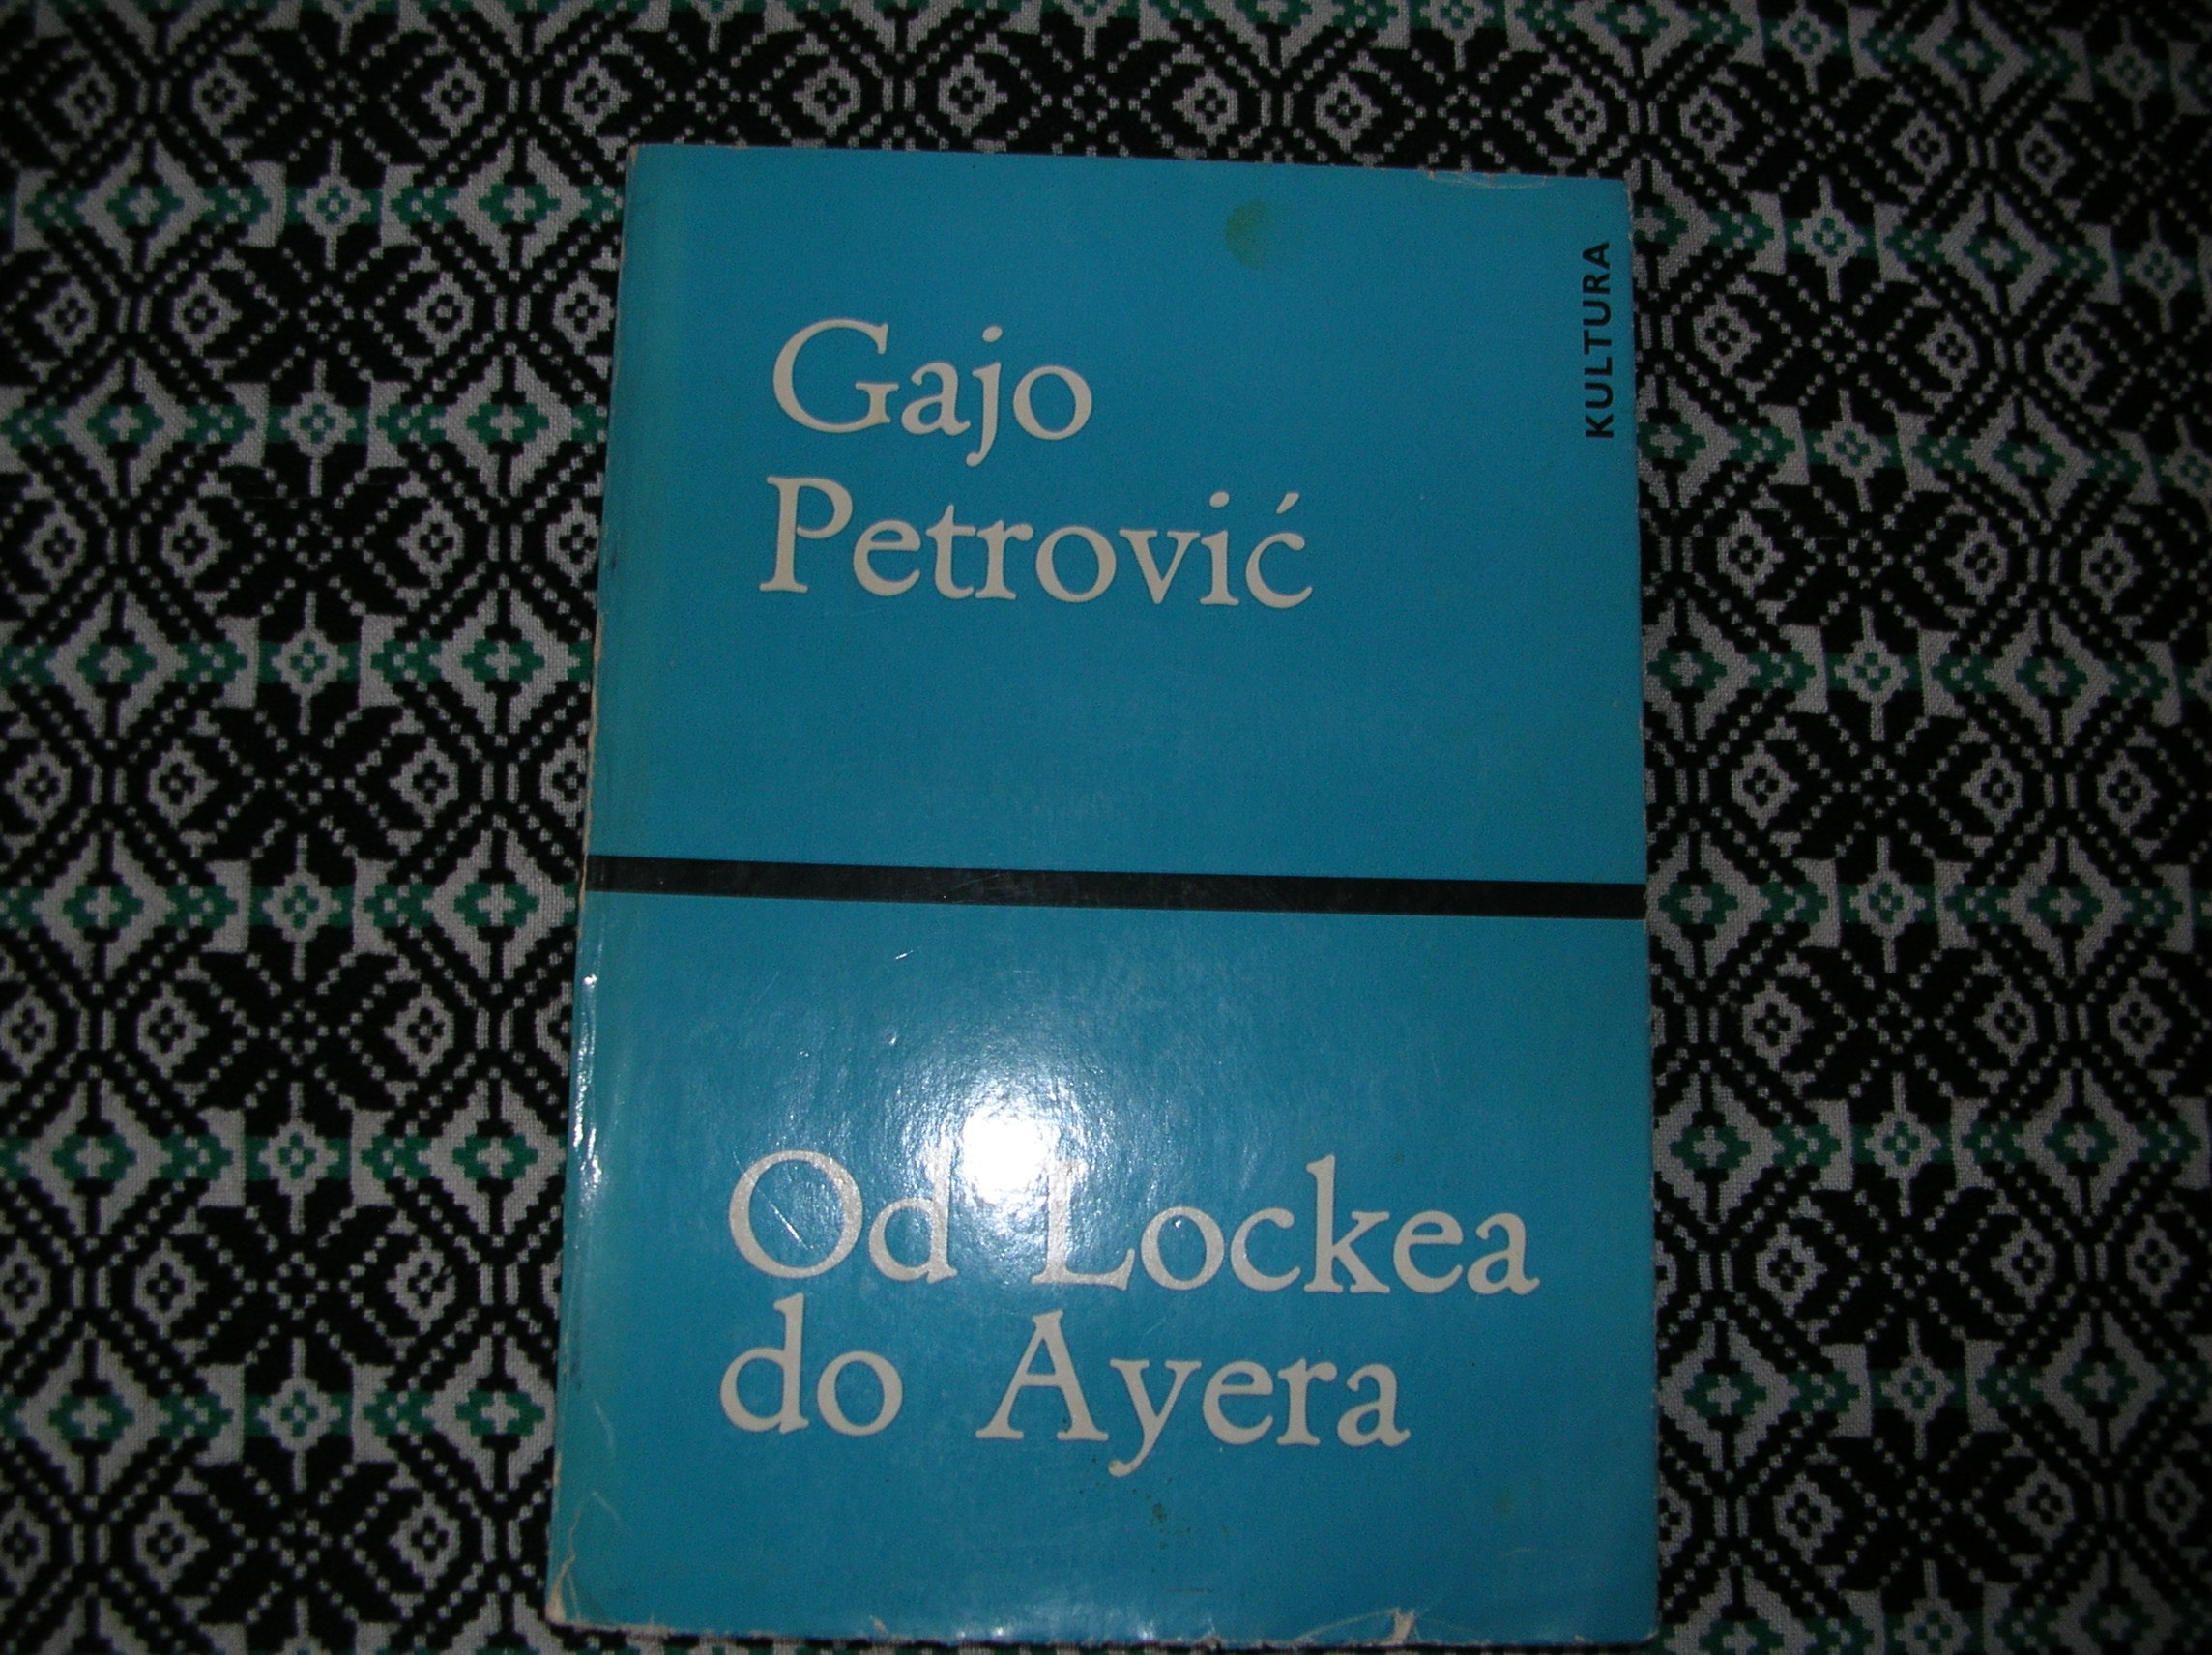 Gajo
Petrović
KULTURA
Od Lockea
do Ayera